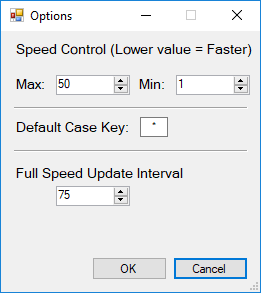 Options
Speed Control (Lower value = Faster)
Max: 50 Min: 1
Default Case Key: *
Full Speed Update Interval
75
OK Cancel